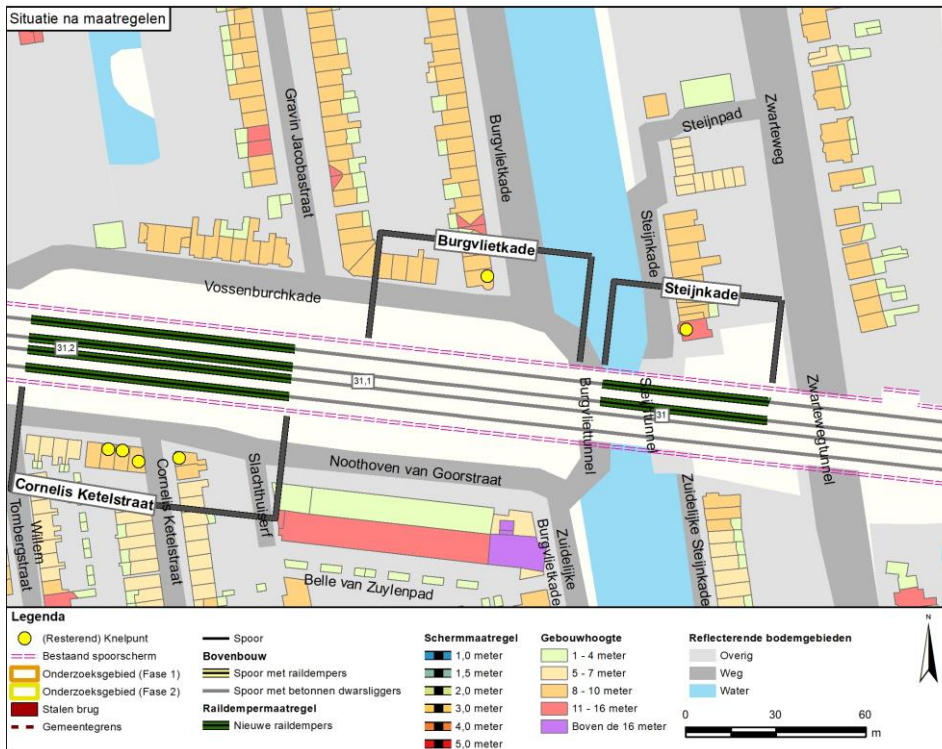 Situatie na maatregelen
Gravin Jacobastraat
Burgvlietkade
Steijnpad
Zwarteweg
Steijnkade
Burgvlietkade
Steijnkade
Vossenburchkade
31,2
31,1
31
Burgvliettunnel
Steijntunnel
Zwartewegtunnel
Noothoven van Goorstraat
Slachthuiserf
Cornelis Ketelstraat
Cornelis Ketelstraat
Willem
Tombergstraat
Belle van Zuylenpad
Zuidelijke
Burgvlietkade
Zuidelijke Steijnkade
Legenda
(Resterend) Knelpunt
Bestaand spoorscherm
Onderzoeksgebied (Fase 1)
Onderzoeksgebied (Fase 2)
Stalen brug
Gemeentegrens
Spoor
Bovenbouw
Spoor met raildempers
Spoor met betonnen dwarsliggers
Raildempermaatregel
Nieuwe raildempers
Schermmaatregel
1,0 meter
1,5 meter
2,0 meter
3,0 meter
4,0 meter
5,0 meter
Gebouwhoogte
1 - 4 meter
5 - 7 meter
8 - 10 meter
11 - 16 meter
Boven de 16 meter
Reflecterende bodemgebieden
Overig
Weg
Water
0 30 60
m
N